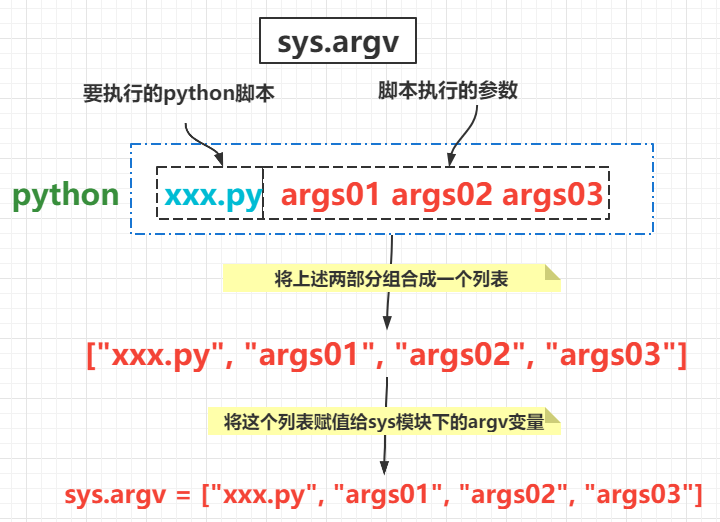 sys.argv
要执行的python脚本
脚本执行的参数
python xxx.py args01 args02 args03
将上述两部分组合成一个列表
["xxx.py", "args01", "args02", "args03"]
将这个列表赋值给sys模块下的argv变量
sys.argv = ["xxx.py", "args01", "args02", "args03"]